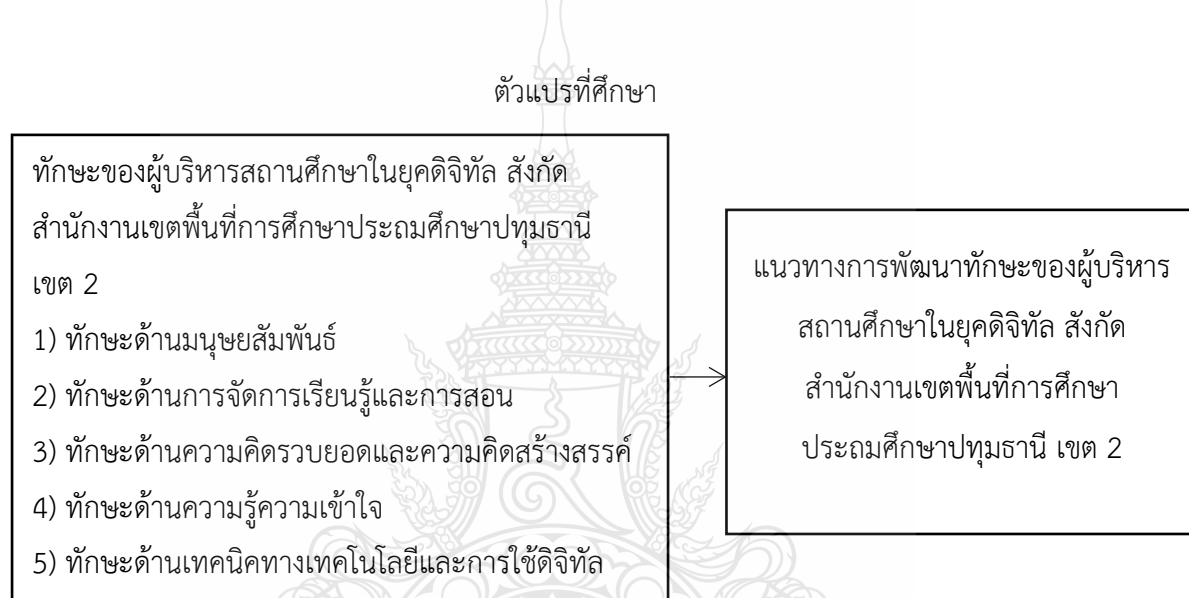 ตัวแปรที่ศึกษา
ทักษะของผู้บริหารสถานศึกษาในยุคดิจิทัล สังกัด
สำนักงานเขตพื้นที่การศึกษาประถมศึกษาปทุมธานี
เขต 2
1) ทักษะด้านมนุษยสัมพันธ์
2) ทักษะด้านการจัดการเรียนรู้และการสอน
3) ทักษะด้านความคิดรวบยอดและความคิดสร้างสรรค์
4) ทักษะด้านความรู้ความเข้าใจ
5) ทักษะด้านเทคนิคทางเทคโนโลยีและการใช้ดิจิทัล
แนวทางการพัฒนาทักษะของผู้บริหาร
สถานศึกษาในยุคดิจิทัล สังกัด
สำนักงานเขตพื้นที่การศึกษา
ประถมศึกษาปทุมธานี เขต 2